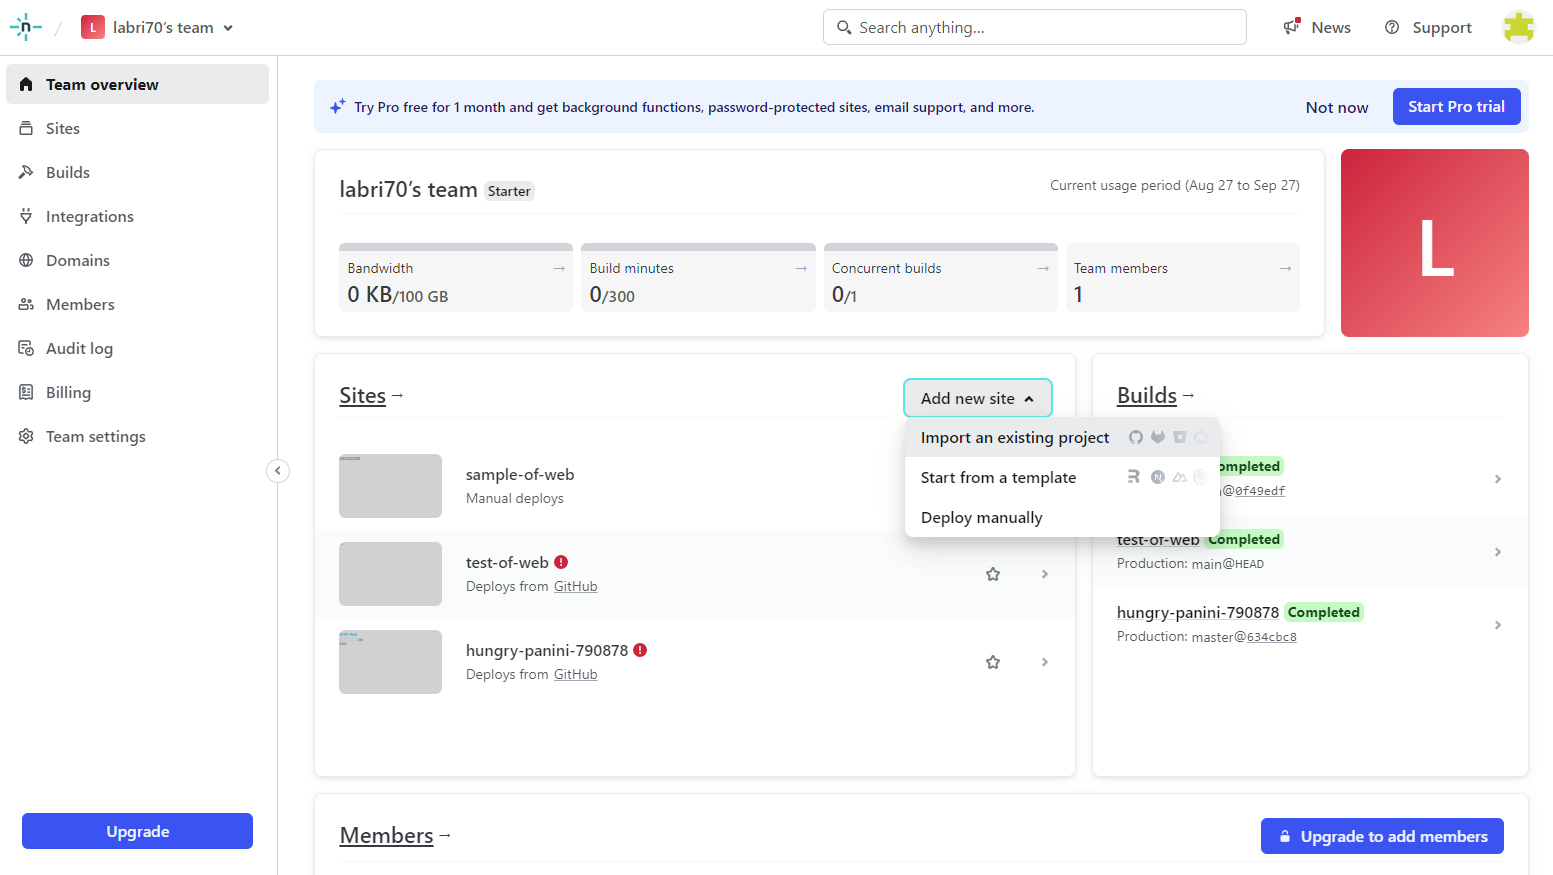 n / L labri70's team
Search anything...
News
Support
Team overview
Sites
Builds
Integrations
Domains
Members
Audit log
Billing
Team settings
Upgrade
Try Pro free for 1 month and get background functions, password-protected sites, email support, and more.
Not now
Start Pro trial
labri70's team Starter
Current usage period (Aug 27 to Sep 27)
Bandwidth →
0 KB/100 GB
Build minutes →
0/300
Concurrent builds →
0/1
Team members →
1
L
Sites →
Add new site
Import an existing project
Start from a template
Deploy manually
sample-of-web
Manual deploys
test-of-web
Deploys from GitHub
hungry-panini-790878
Deploys from GitHub
Builds →
@0f49edf
test-of-web Completed
Production: main@HEAD
hungry-panini-790878 Completed
Production: master@634cbc8
Members →
Upgrade to add members